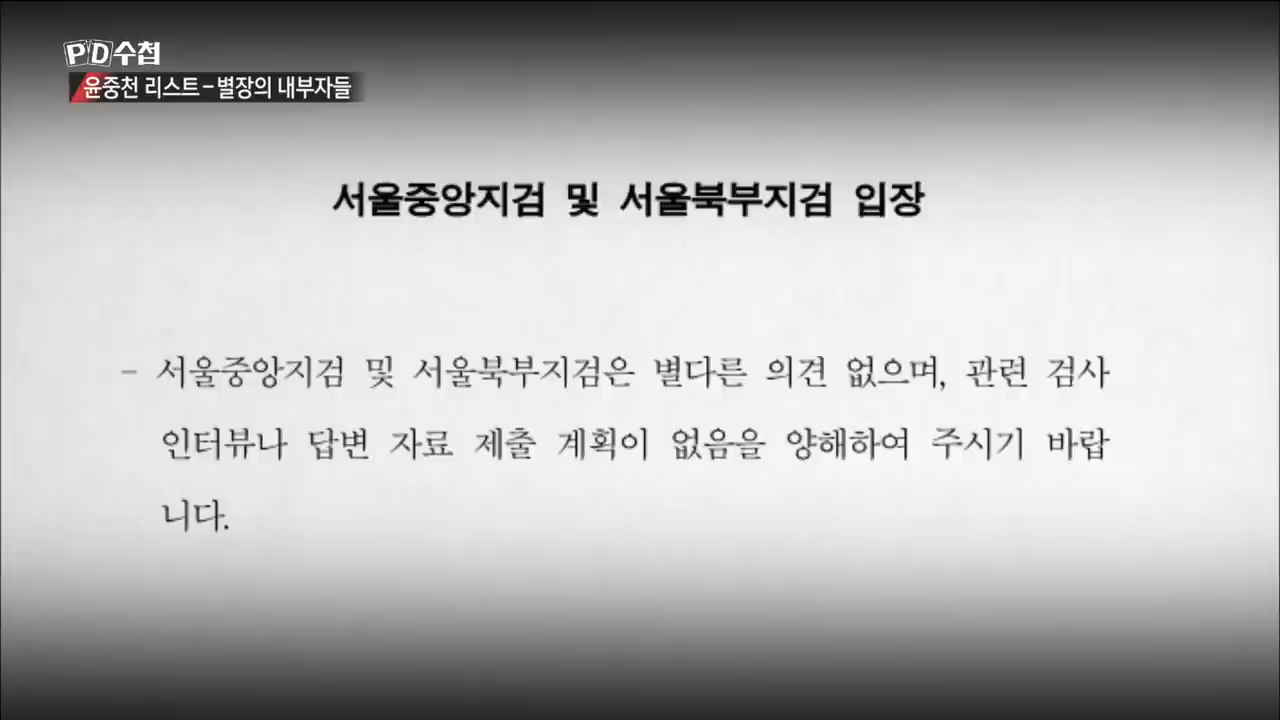 PD수첩
윤중천 리스트-별장의 내부자들
서울중앙지검 및 서울북부지검 입장
- 서울중앙지검 및 서울북부지검은 별다른 의견 없으며, 관련 검사
인터뷰나 답변 자료 제출 계획이 없음을 양해하여 주시기 바랍
니다.